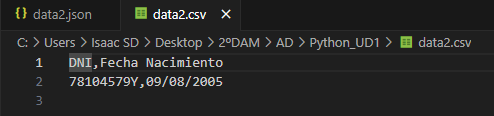 data2.json
data2.csv
C: > Users > Isaac SD > Desktop > 2ºDAM > AD > Python_UD1 > data2.csv
1 DNI,Fecha Nacimiento
2 78104579Y,09/08/2005
3